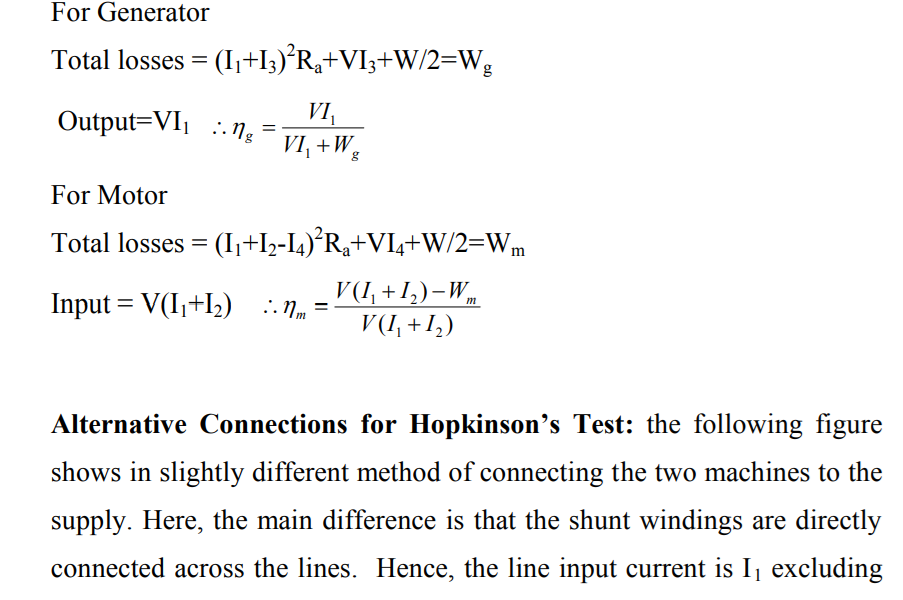 For Generator
Total losses = (I₁+I₃)²Rₐ+VI₃+W/2=W_g
Output=VI₁ ∴ η_g = VI₁ / (VI₁ + W_g)
For Motor
Total losses = (I₁+I₂-I₄)²Rₐ+VI₄+W/2=Wₘ
Input = V(I₁+I₂) ∴ ηₘ = (V(I₁ + I₂) − Wₘ) / (V(I₁ + I₂))
Alternative Connections for Hopkinson’s Test: the following figure
shows in slightly different method of connecting the two machines to the
supply. Here, the main difference is that the shunt windings are directly
connected across the lines. Hence, the line input current is I₁ excluding